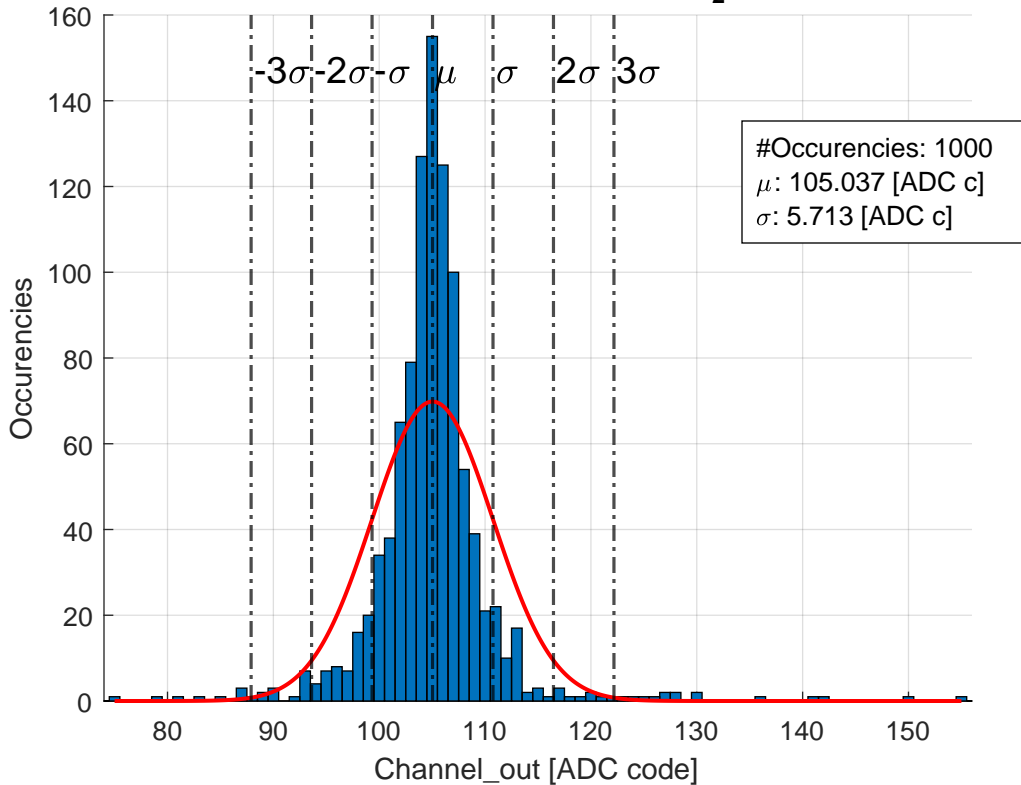 160
-3σ -2σ -σ μ σ 2σ 3σ
140
#Occurencies: 1000
μ: 105.037 [ADC c]
σ: 5.713 [ADC c]
120
100
80
60
40
20
0
Occurencies
80 90 100 110 120 130 140 150
Channel_out [ADC code]